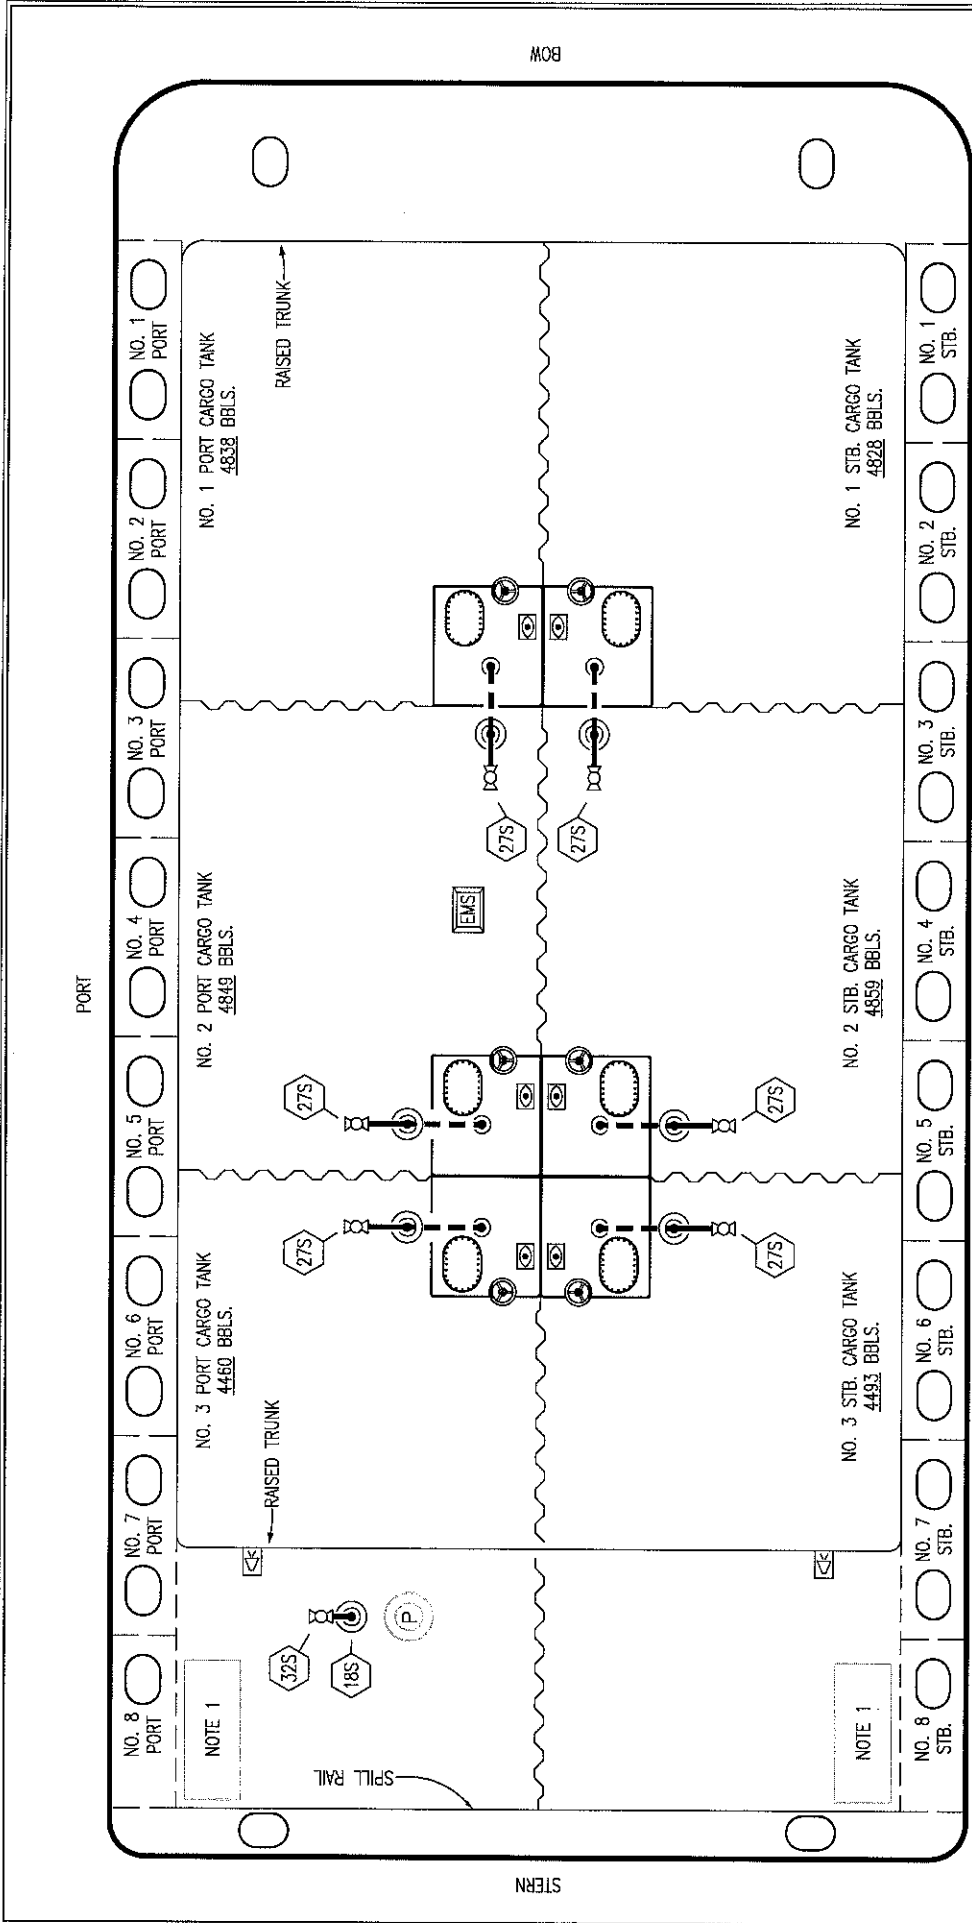 PORT
BOW
STERN
NO. 8
PORT
NO. 7
PORT
NO. 6
PORT
NO. 5
PORT
NO. 4
PORT
NO. 3
PORT
NO. 2
PORT
NO. 1
PORT
NOTE 1
NO. 3 PORT CARGO TANK
4460 BBLS.
NO. 2 PORT CARGO TANK
4849 BBLS.
NO. 1 PORT CARGO TANK
4838 BBLS.
RAISED TRUNK
RAISED TRUNK
SPILL RAIL
32S
18S
P
27S
27S
EMS
27S
27S
27S
27S
NOTE 1
NO. 3 STB. CARGO TANK
4493 BBLS.
NO. 2 STB. CARGO TANK
4859 BBLS.
NO. 1 STB. CARGO TANK
4828 BBLS.
NO. 8
STB.
NO. 7
STB.
NO. 6
STB.
NO. 5
STB.
NO. 4
STB.
NO. 3
STB.
NO. 2
STB.
NO. 1
STB.